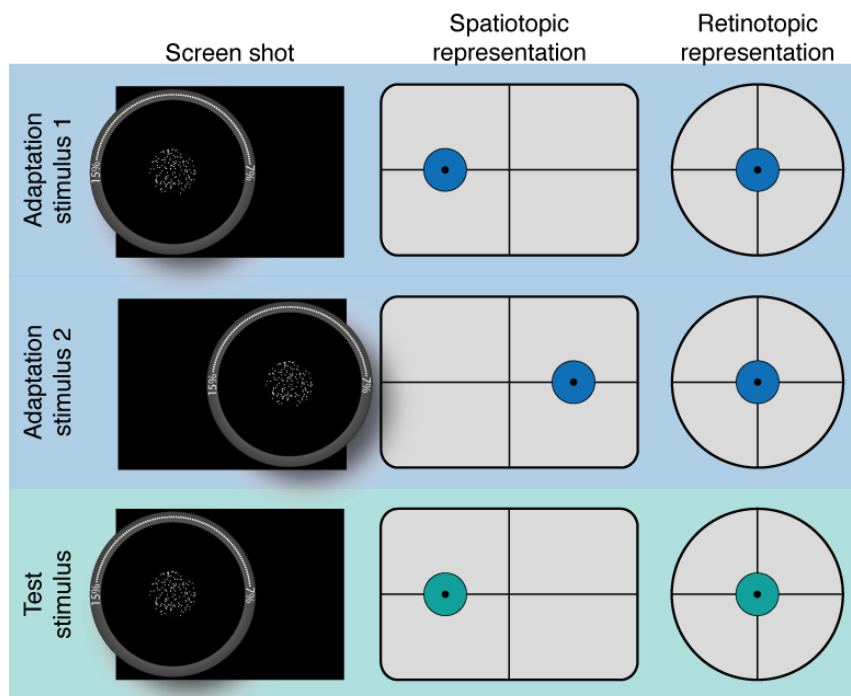 Screen shot
Spatiotopic
representation
Retinotopic
representation
Adaptation
stimulus 1
15%
7%
Adaptation
stimulus 2
15%
7%
Test
stimulus
15%
7%